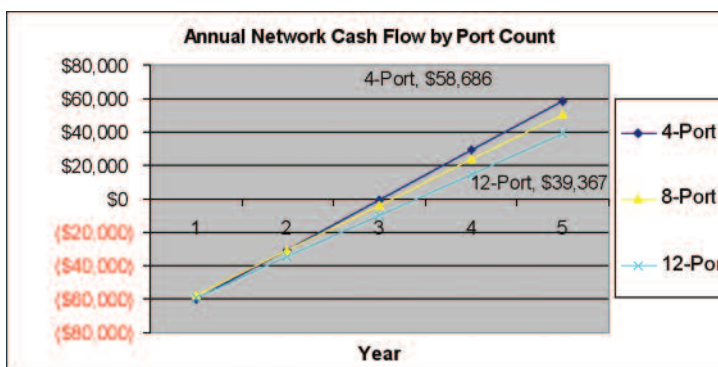 Annual Network Cash Flow by Port Count
$80,000
$60,000
$40,000
$20,000
$0
($20,000)
($40,000)
($60,000)
($80,000)
4-Port, $58,686
12-Port, $39,367
1 2 3 4 5
Year
4-Port
8-Port
12-Por